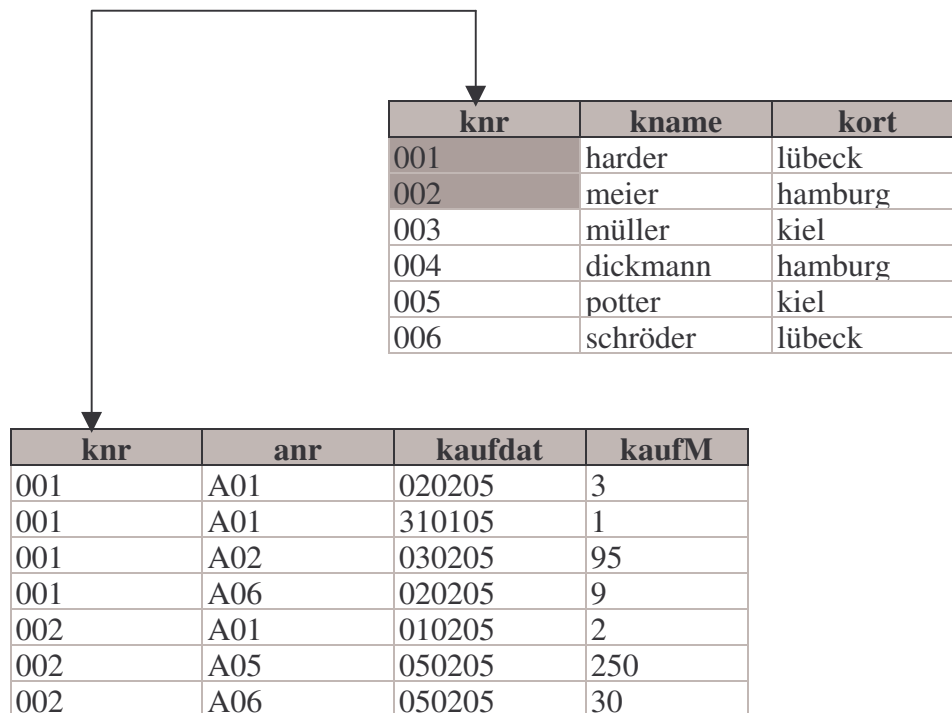 knr kname kort
001 harder lübeck
002 meier hamburg
003 müller kiel
004 dickmann hamburg
005 potter kiel
006 schröder lübeck
knr anr kaufdat kaufM
001 A01 020205 3
001 A01 310105 1
001 A02 030205 95
001 A06 020205 9
002 A01 010205 2
002 A05 050205 250
002 A06 050205 30